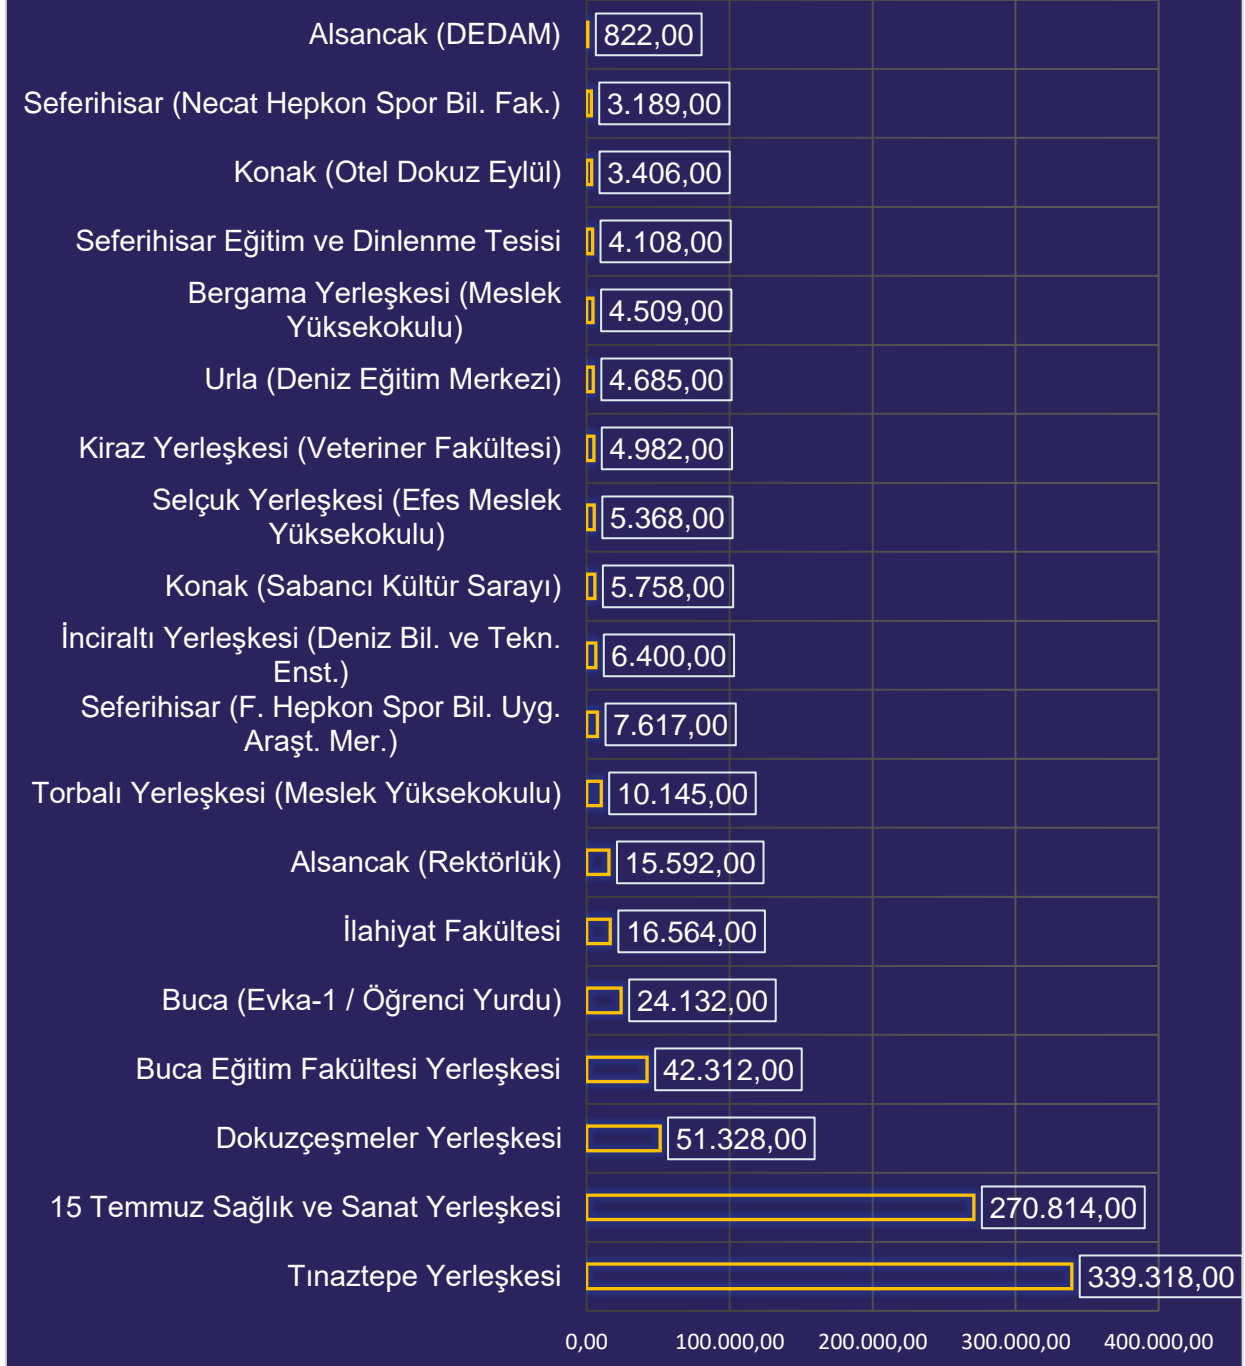 Alsancak (DEDAM)
822,00
Seferihisar (Necat Hepkon Spor Bil. Fak.)
3.189,00
Konak (Otel Dokuz Eylül)
3.406,00
Seferihisar Eğitim ve Dinlenme Tesisi
4.108,00
Bergama Yerleşkesi (Meslek
Yüksekokulu)
4.509,00
Urla (Deniz Eğitim Merkezi)
4.685,00
Kiraz Yerleşkesi (Veteriner Fakültesi)
4.982,00
Selçuk Yerleşkesi (Efes Meslek
Yüksekokulu)
5.368,00
Konak (Sabancı Kültür Sarayı)
5.758,00
İnciraltı Yerleşkesi (Deniz Bil. ve Tekn.
Enst.)
6.400,00
Seferihisar (F. Hepkon Spor Bil. Uyg.
Araşt. Mer.)
7.617,00
Torbalı Yerleşkesi (Meslek Yüksekokulu)
10.145,00
Alsancak (Rektörlük)
15.592,00
İlahiyat Fakültesi
16.564,00
Buca (Evka-1 / Öğrenci Yurdu)
24.132,00
Buca Eğitim Fakültesi Yerleşkesi
42.312,00
Dokuzçeşmeler Yerleşkesi
51.328,00
15 Temmuz Sağlık ve Sanat Yerleşkesi
270.814,00
Tınaztepe Yerleşkesi
339.318,00
0,00 100.000,00 200.000,00 300.000,00 400.000,00